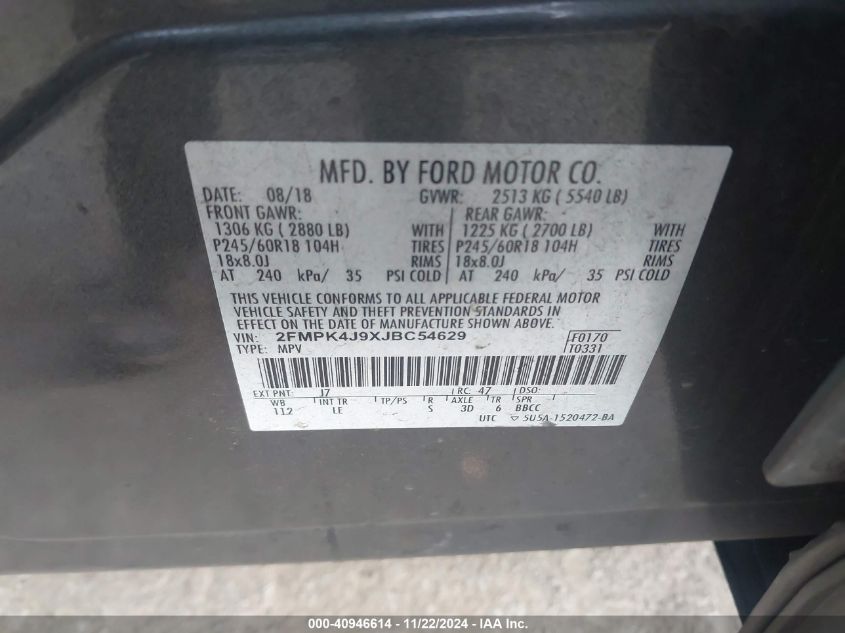 MFD. BY FORD MOTOR CO.
DATE: 08/18 GVWR: 2513 KG ( 5540 LB)
FRONT GAWR: REAR GAWR:
1306 KG ( 2880 LB) WITH 1225 KG ( 2700 LB) WITH
P245/60R18 104H TIRES P245/60R18 104H TIRES
18x8.0J RIMS 18x8.0J RIMS
AT 240 kPa/ 35 PSI COLD AT 240 kPa/ 35 PSI COLD
THIS VEHICLE CONFORMS TO ALL APPLICABLE FEDERAL MOTOR
VEHICLE SAFETY AND THEFT PREVENTION STANDARDS IN
EFFECT ON THE DATE OF MANUFACTURE SHOWN ABOVE.
VIN: 2FMPK4J9XJBC54629 F0170
TYPE: MPV T0331
EXT PNT: J7 RC: 47 DSO:
WB INT TR TP/PS R AXLE TR SPR
112 LE S 3D 6 BBCC
UTC ▽ 5U5A-1520472-BA
000-40946614 - 11/22/2024 - IAA Inc.